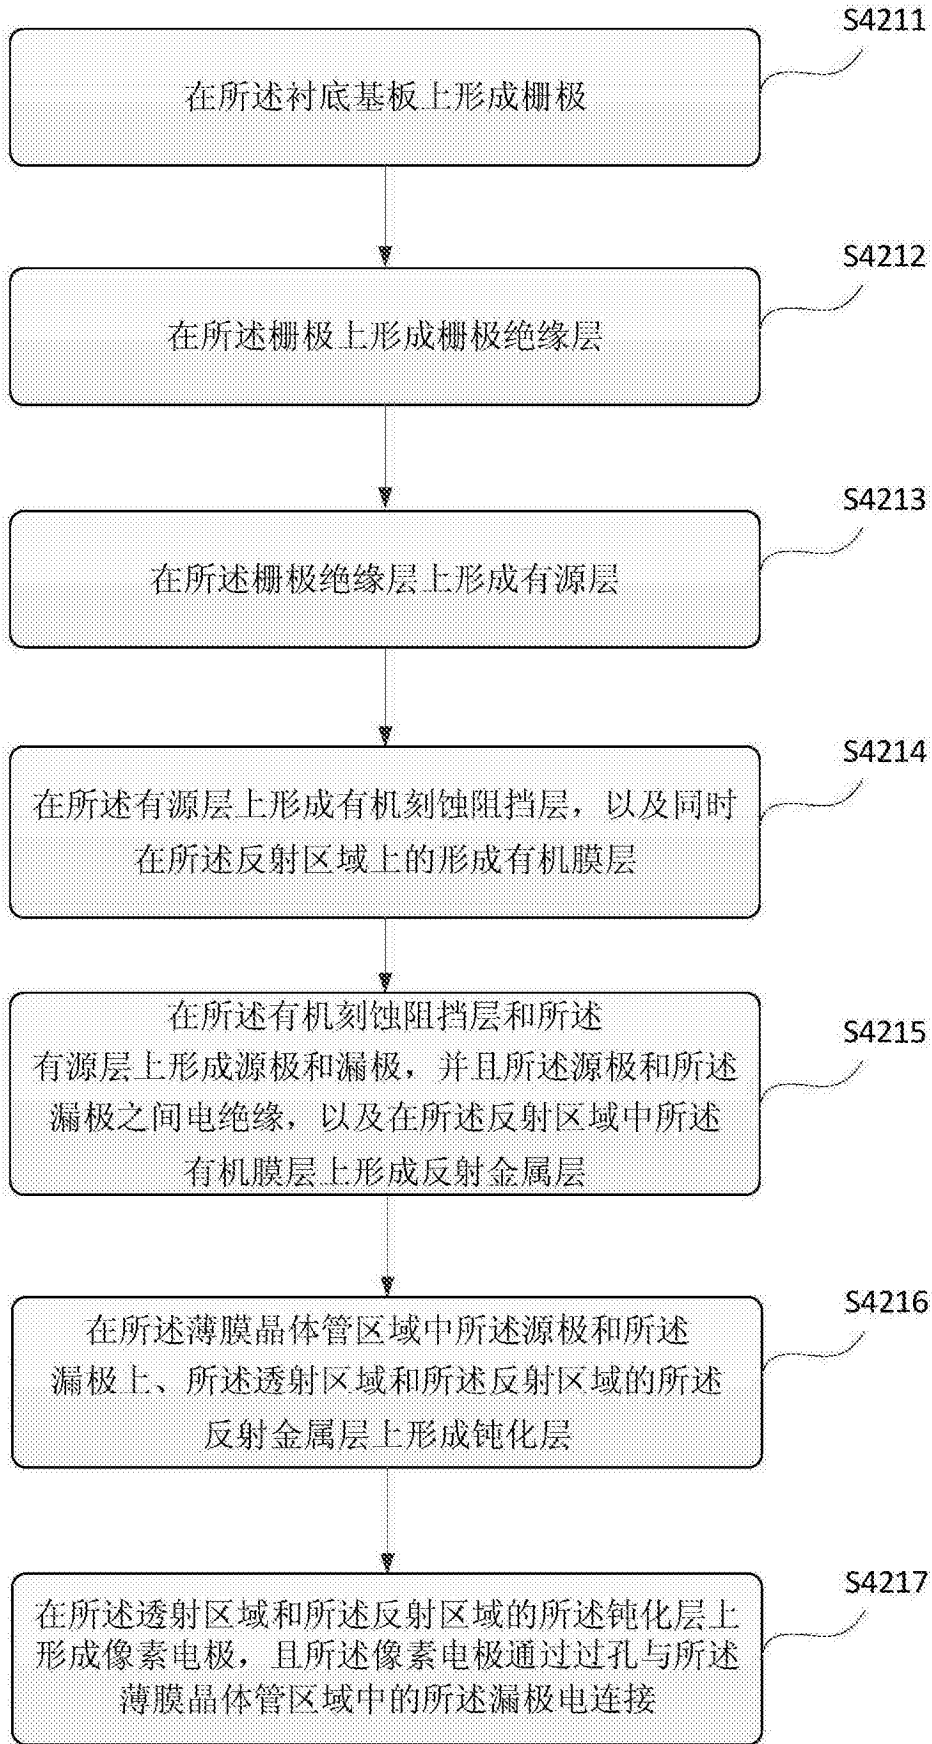 S4211
在所述衬底基板上形成栅极
S4212
在所述栅极上形成栅极绝缘层
S4213
在所述栅极绝缘层上形成有源层
S4214
在所述有源层上形成有机刻蚀阻挡层，以及同时
在所述反射区域上的形成有机膜层
S4215
在所述有机刻蚀阻挡层和所述
有源层上形成源极和漏极，并且所述源极和所述
漏极之间电绝缘，以及在所述反射区域中所述
有机膜层上形成反射金属层
S4216
在所述薄膜晶体管区域中所述源极和所述
漏极上、所述透射区域和所述反射区域的所述
反射金属层上形成钝化层
S4217
在所述透射区域和所述反射区域的所述钝化层上
形成像素电极，且所述像素电极通过过孔与所述
薄膜晶体管区域中的所述漏极电连接